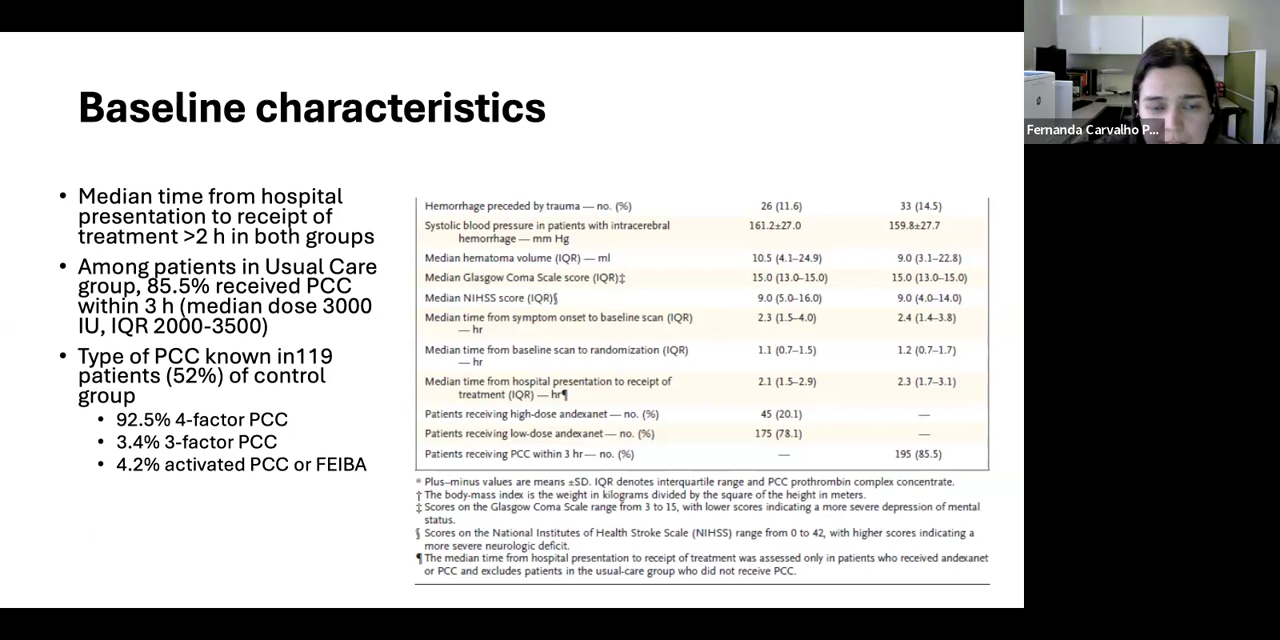 Baseline characteristics
• Median time from hospital
presentation to receipt of
treatment >2 h in both groups
• Among patients in Usual Care
group, 85.5% received PCC
within 3 h (median dose 3000
IU, IQR 2000-3500)
• Type of PCC known in119
patients (52%) of control
group
• 92.5% 4-factor PCC
• 3.4% 3-factor PCC
• 4.2% activated PCC or FEIBA
Hemorrhage preceded by trauma — no. (%) 26 (11.6) 33 (14.5)
Systolic blood pressure in patients with intracerebral 161.2±27.0 159.8±27.7
hemorrhage — mm Hg
Median hematoma volume (IQR) — ml 10.5 (4.1–24.9) 9.0 (3.1–22.8)
Median Glasgow Coma Scale score (IQR)‡ 15.0 (13.0–15.0) 15.0 (13.0–15.0)
Median NIHSS score (IQR)§ 9.0 (5.0–16.0) 9.0 (4.0–14.0)
Median time from symptom onset to baseline scan (IQR) 2.3 (1.5–4.0) 2.4 (1.4–3.8)
— hr
Median time from baseline scan to randomization (IQR) 1.1 (0.7–1.5) 1.2 (0.7–1.7)
— hr
Median time from hospital presentation to receipt of 2.1 (1.5–2.9) 2.3 (1.7–3.1)
treatment (IQR) — hr¶
Patients receiving high-dose andexanet — no. (%) 45 (20.1) —
Patients receiving low-dose andexanet — no. (%) 175 (78.1) —
Patients receiving PCC within 3 hr — no. (%) — 195 (85.5)
* Plus–minus values are means ±SD. IQR denotes interquartile range and PCC prothrombin complex concentrate.
† The body-mass index is the weight in kilograms divided by the square of the height in meters.
‡ Scores on the Glasgow Coma Scale range from 3 to 15, with lower scores indicating a more severe depression of mental
status.
§ Scores on the National Institutes of Health Stroke Scale (NIHSS) range from 0 to 42, with higher scores indicating a
more severe neurologic deficit.
¶ The median time from hospital presentation to receipt of treatment was assessed only in patients who received andexanet
or PCC and excludes patients in the usual-care group who did not receive PCC.
Fernanda Carvalho P...